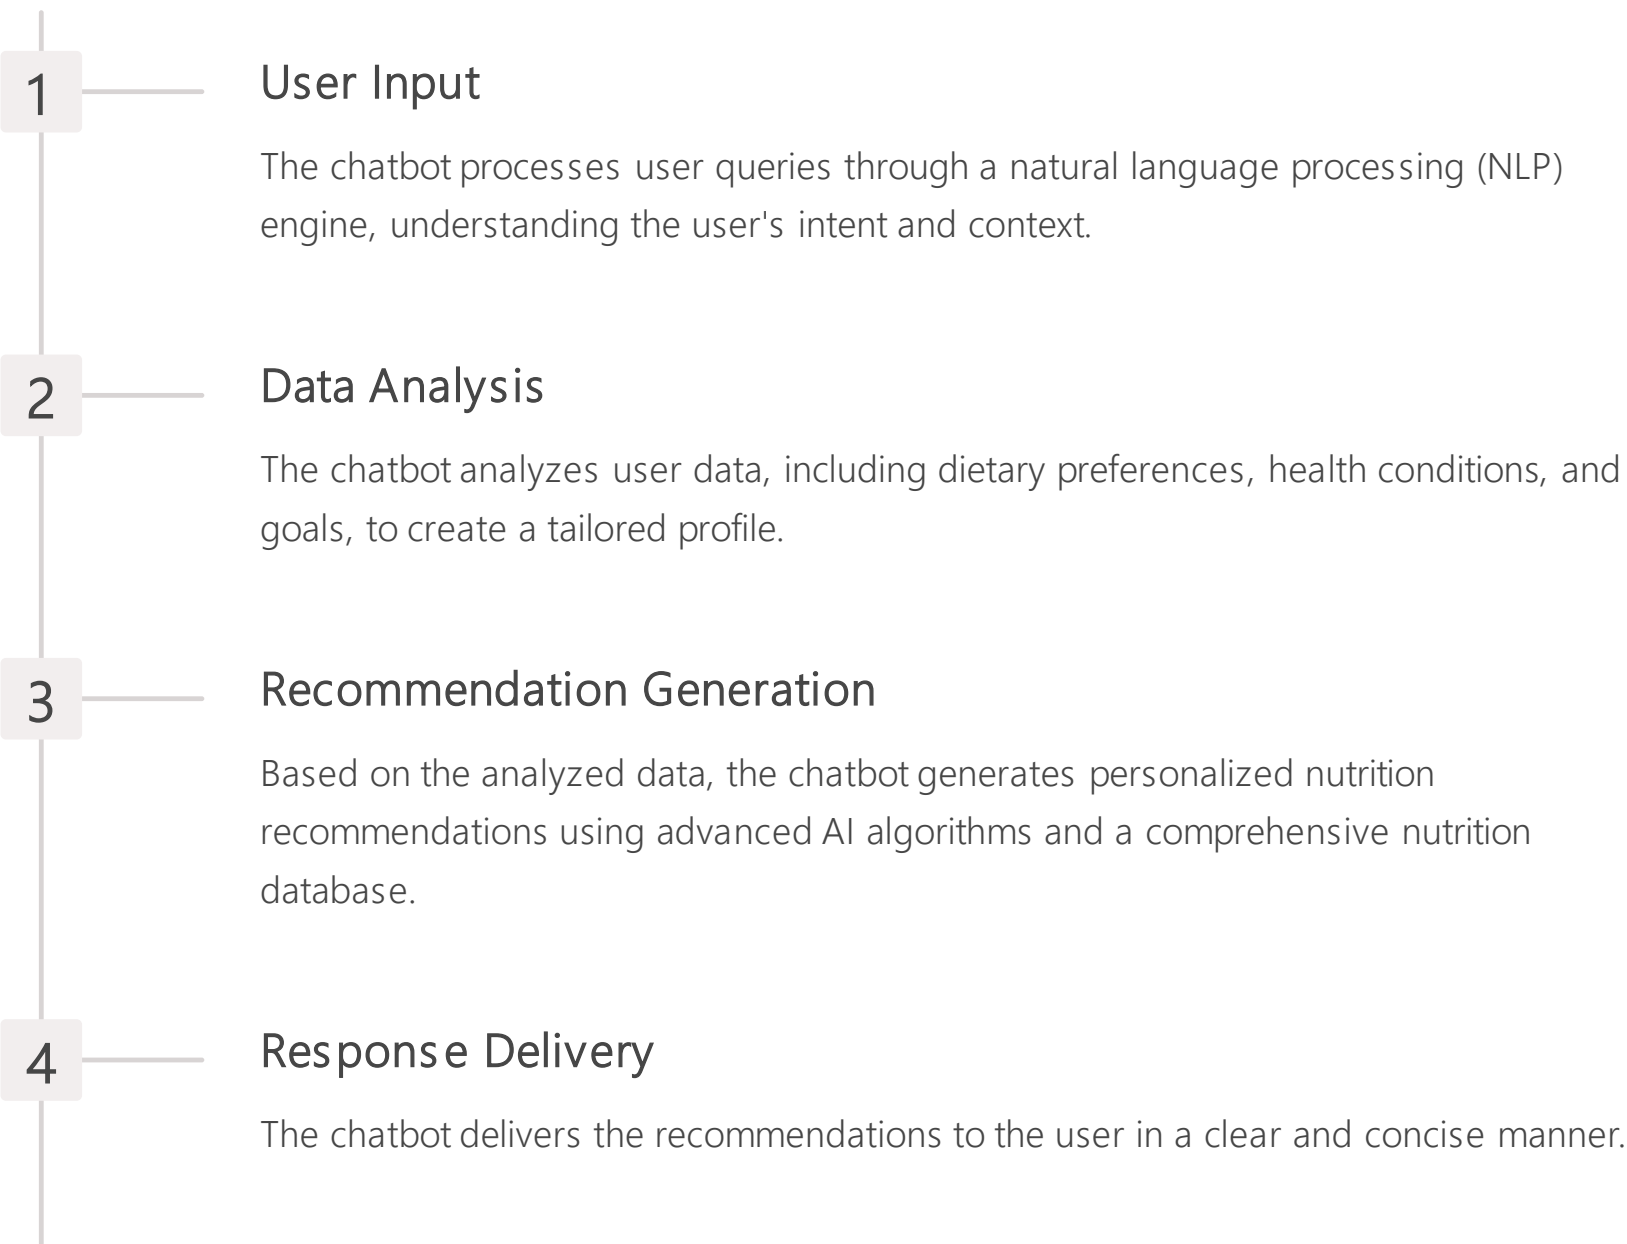 1
User Input
The chatbot processes user queries through a natural language processing (NLP)
engine, understanding the user's intent and context.
2
Data Analysis
The chatbot analyzes user data, including dietary preferences, health conditions, and
goals, to create a tailored profile.
3
Recommendation Generation
Based on the analyzed data, the chatbot generates personalized nutrition
recommendations using advanced AI algorithms and a comprehensive nutrition
database.
4
Response Delivery
The chatbot delivers the recommendations to the user in a clear and concise manner.